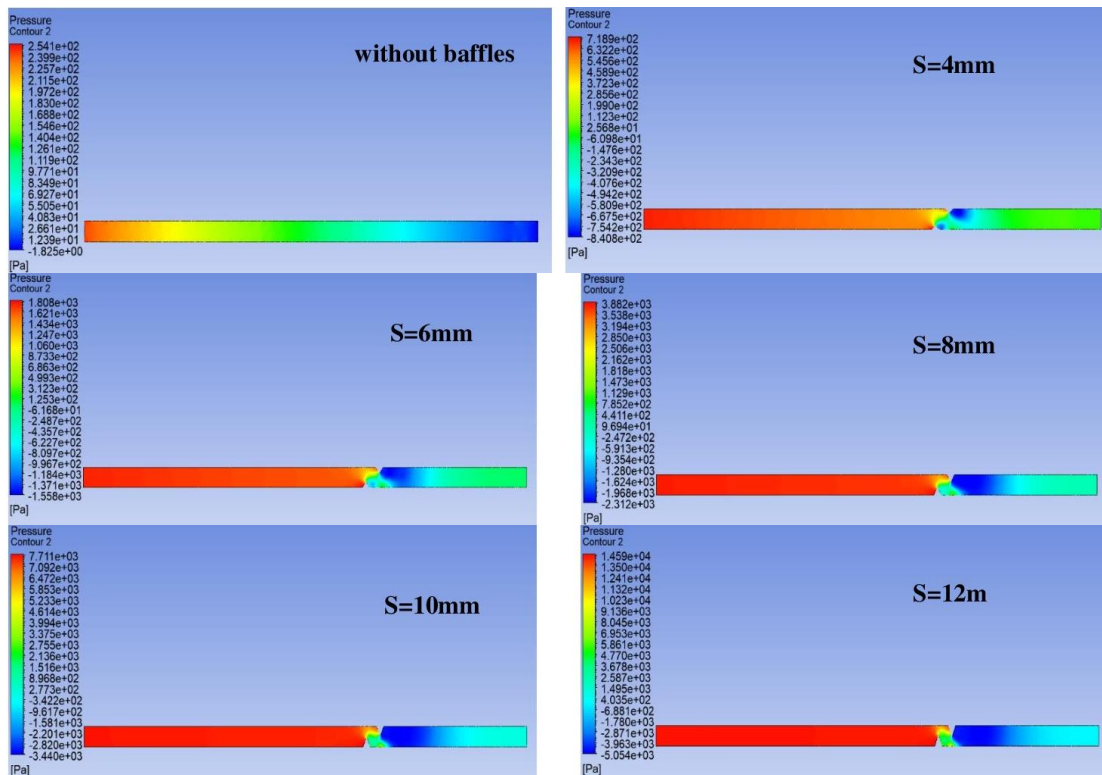 Pressure
Contour 2
2.541e+02
2.399e+02
2.257e+02
2.115e+02
1.972e+02
1.830e+02
1.688e+02
1.546e+02
1.404e+02
1.261e+02
1.119e+02
9.771e+01
8.349e+01
6.927e+01
5.505e+01
4.083e+01
2.661e+01
1.239e+01
-1.825e+00
[Pa]
without baffles
Pressure
Contour 2
7.189e+02
6.322e+02
5.456e+02
4.589e+02
3.723e+02
2.856e+02
1.990e+02
1.123e+02
2.568e+01
-6.098e+01
-1.476e+02
-2.343e+02
-3.209e+02
-4.076e+02
-4.942e+02
-5.809e+02
-6.675e+02
-7.542e+02
-8.408e+02
[Pa]
S=4mm
Pressure
Contour 2
1.808e+03
1.621e+03
1.434e+03
1.247e+03
1.060e+03
8.733e+02
6.863e+02
4.993e+02
3.123e+02
1.253e+02
-6.168e+01
-2.487e+02
-4.357e+02
-6.227e+02
-8.097e+02
-9.967e+02
-1.184e+03
-1.371e+03
-1.558e+03
[Pa]
S=6mm
Pressure
Contour 2
3.882e+03
3.538e+03
3.194e+03
2.850e+03
2.506e+03
2.162e+03
1.818e+03
1.473e+03
1.129e+03
7.852e+02
4.411e+02
9.694e+01
-2.472e+02
-5.913e+02
-9.354e+02
-1.280e+03
-1.624e+03
-1.968e+03
-2.312e+03
[Pa]
S=8mm
Pressure
Contour 2
7.711e+03
7.092e+03
6.472e+03
5.853e+03
5.233e+03
4.614e+03
3.994e+03
3.375e+03
2.755e+03
2.136e+03
1.516e+03
8.968e+02
2.773e+02
-3.422e+02
-9.617e+02
-1.581e+03
-2.201e+03
-2.820e+03
-3.440e+03
[Pa]
S=10mm
Pressure
Contour 2
1.459e+04
1.350e+04
1.241e+04
1.132e+04
1.023e+04
9.136e+03
8.045e+03
6.953e+03
5.861e+03
4.770e+03
3.678e+03
2.587e+03
1.495e+03
4.035e+02
-6.881e+02
-1.780e+03
-2.871e+03
-3.963e+03
-5.054e+03
[Pa]
S=12m